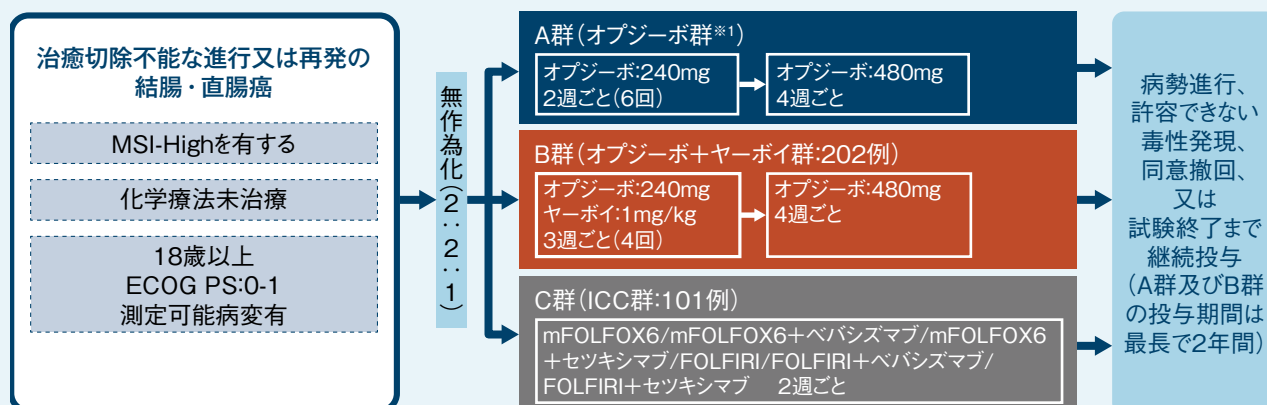 治癒切除不能な進行又は再発の
結腸・直腸癌
MSI-Highを有する
化学療法未治療
18歳以上
ECOG PS:0-1
測定可能病変有
無作為化(2:2:1)
A群(オプジーボ群※1)
オプジーボ:240mg
2週ごと(6回)
オプジーボ:480mg
4週ごと
B群(オプジーボ+ヤーボイ群:202例)
オプジーボ:240mg
ヤーボイ:1mg/kg
3週ごと(4回)
オプジーボ:480mg
4週ごと
C群(ICC群:101例)
mFOLFOX6/mFOLFOX6+ベバシズマブ/mFOLFOX6
+セツキシマブ/FOLFIRI/FOLFIRI+ベバシズマブ/
FOLFIRI+セツキシマブ 2週ごと
病勢進行、
許容できない
毒性発現、
同意撤回、
又は
試験終了まで
継続投与
(A群及びB群
の投与期間は
最長で2年間)